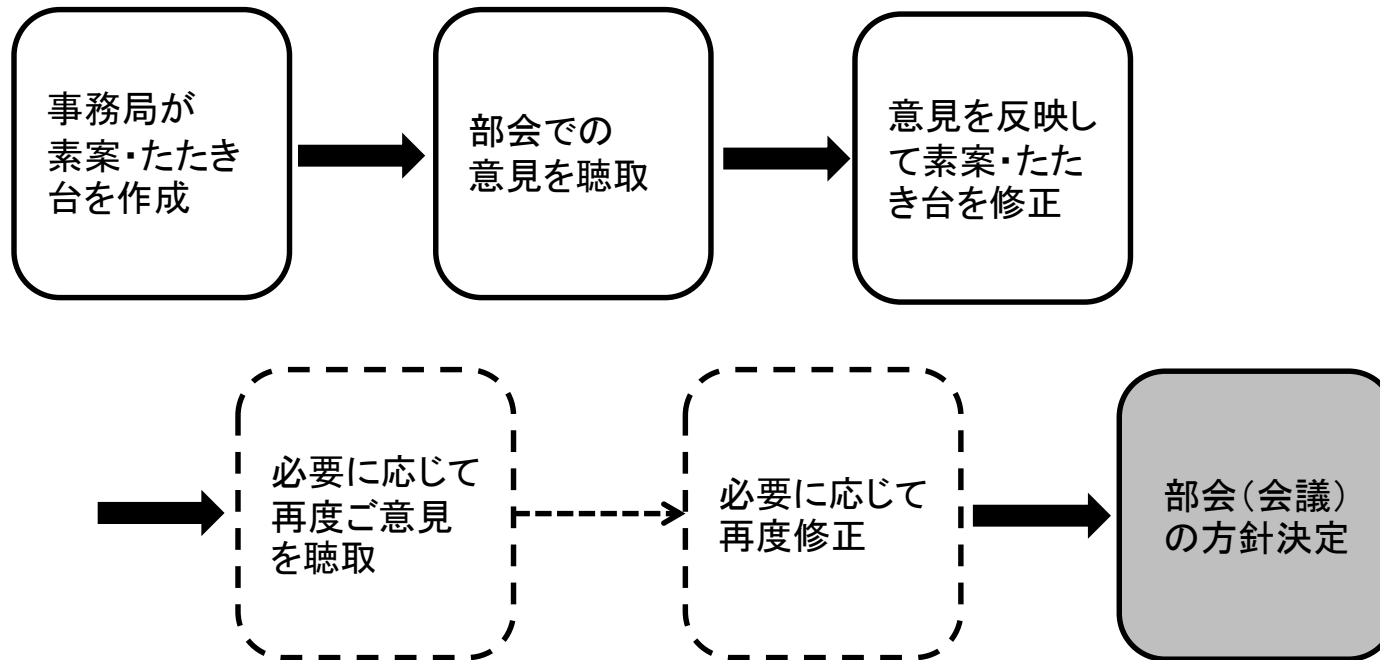 事務局が
素案・たたき
台を作成
部会での
意見を聴取
意見を反映し
て素案・たた
き台を修正
必要に応じて
再度ご意見
を聴取
必要に応じて
再度修正
部会（会議）
の方針決定